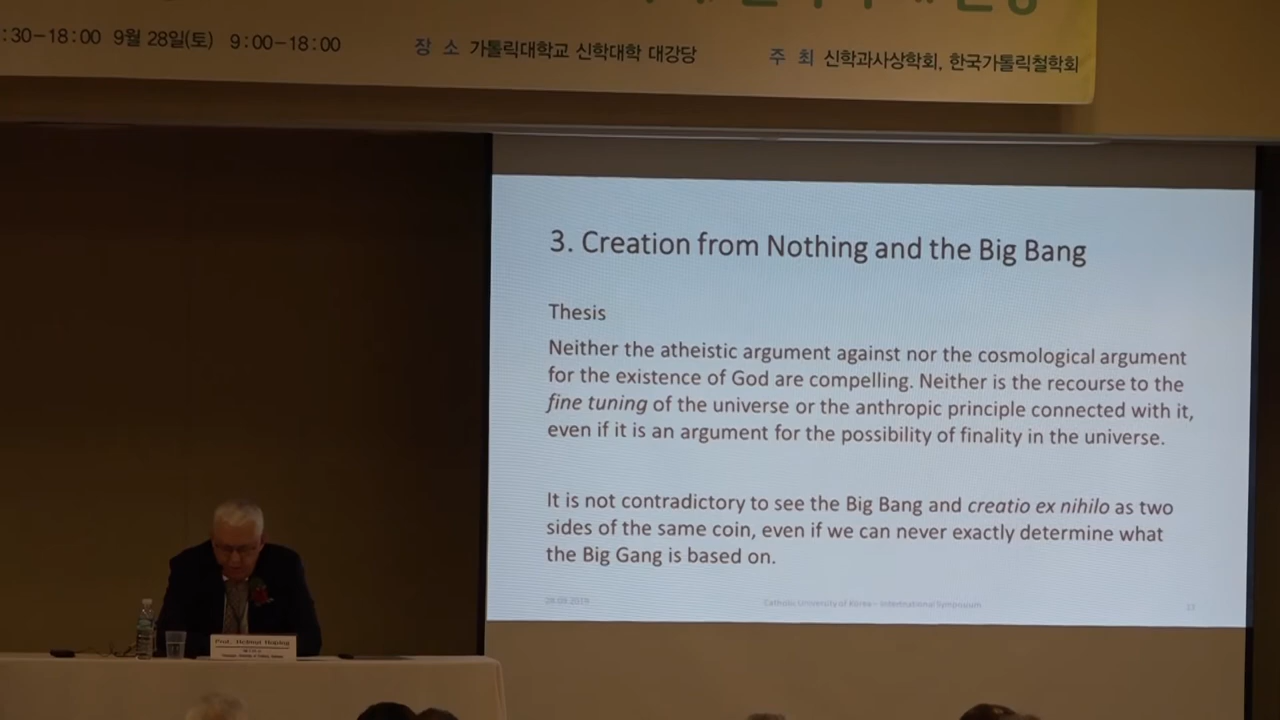 :30-18:00 9월 28일(토) 9:00-18:00
장 소 가톨릭대학교 신학대학 대강당
주 최 신학과사상학회, 한국가톨릭철학회
3. Creation from Nothing and the Big Bang
Thesis
Neither the atheistic argument against nor the cosmological argument
for the existence of God are compelling. Neither is the recourse to the
fine tuning of the universe or the anthropic principle connected with it,
even if it is an argument for the possibility of finality in the universe.
It is not contradictory to see the Big Bang and creatio ex nihilo as two
sides of the same coin, even if we can never exactly determine what
the Big Gang is based on.
Catholic University of Korea – International Symposium
Prof. Helmut Hoping